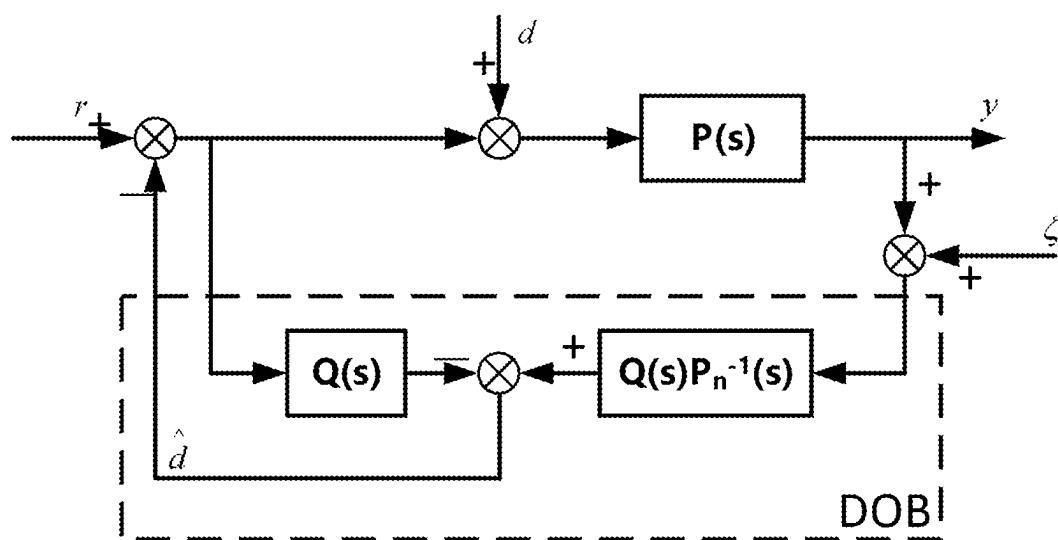 d
+
r
+
P(s)
y
—
+
ζ
+
Q(s)
—
+
Q(s)Pₙ⁻¹(s)
d̂
DOB